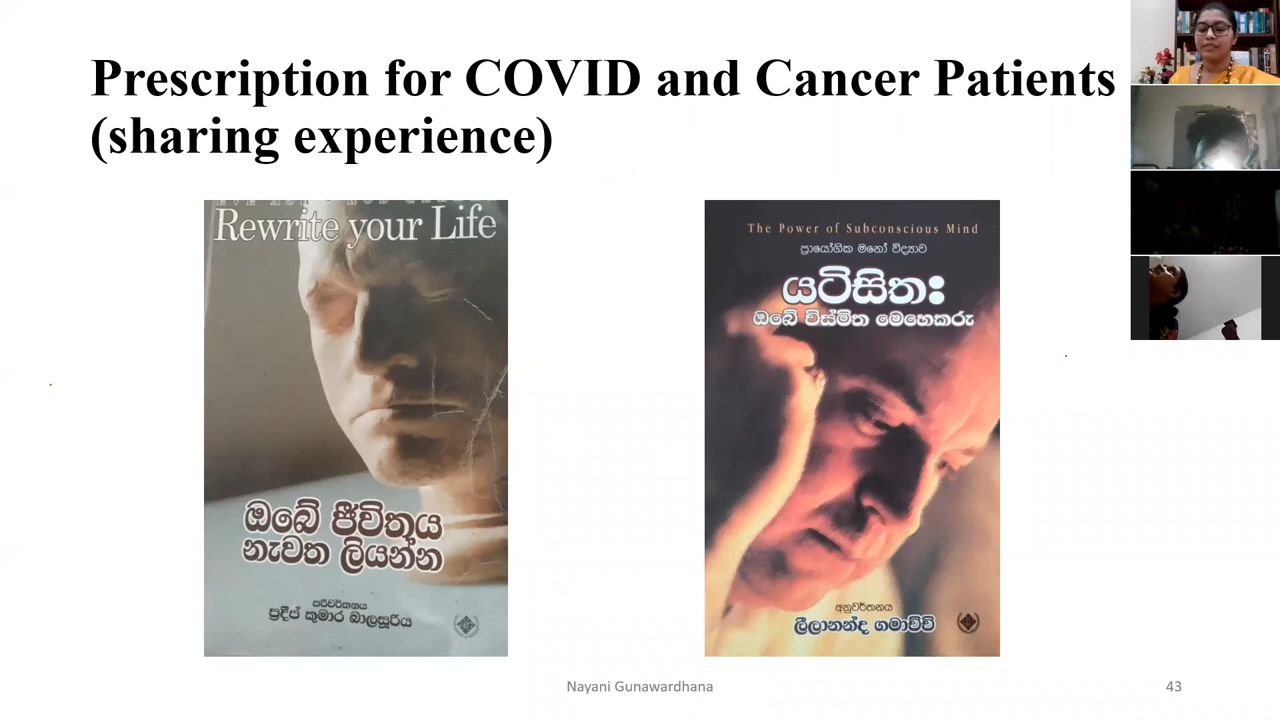 Prescription for COVID and Cancer Patients
(sharing experience)
Rewrite your Life
ඔබේ ජීවිතය
නැවත ලියන්න
පරිවර්තනය
ප්‍රදීප් කුමාර බාලසූරිය
The Power of Subconscious Mind
ප්‍රායෝගික මනෝ විද්‍යාව
යටිසිත:
ඔබේ විස්මිත මෙහෙකරු
අනුවර්තනය
ලීලානන්ද ගමාච්චි
Nayani Gunawardhana
43